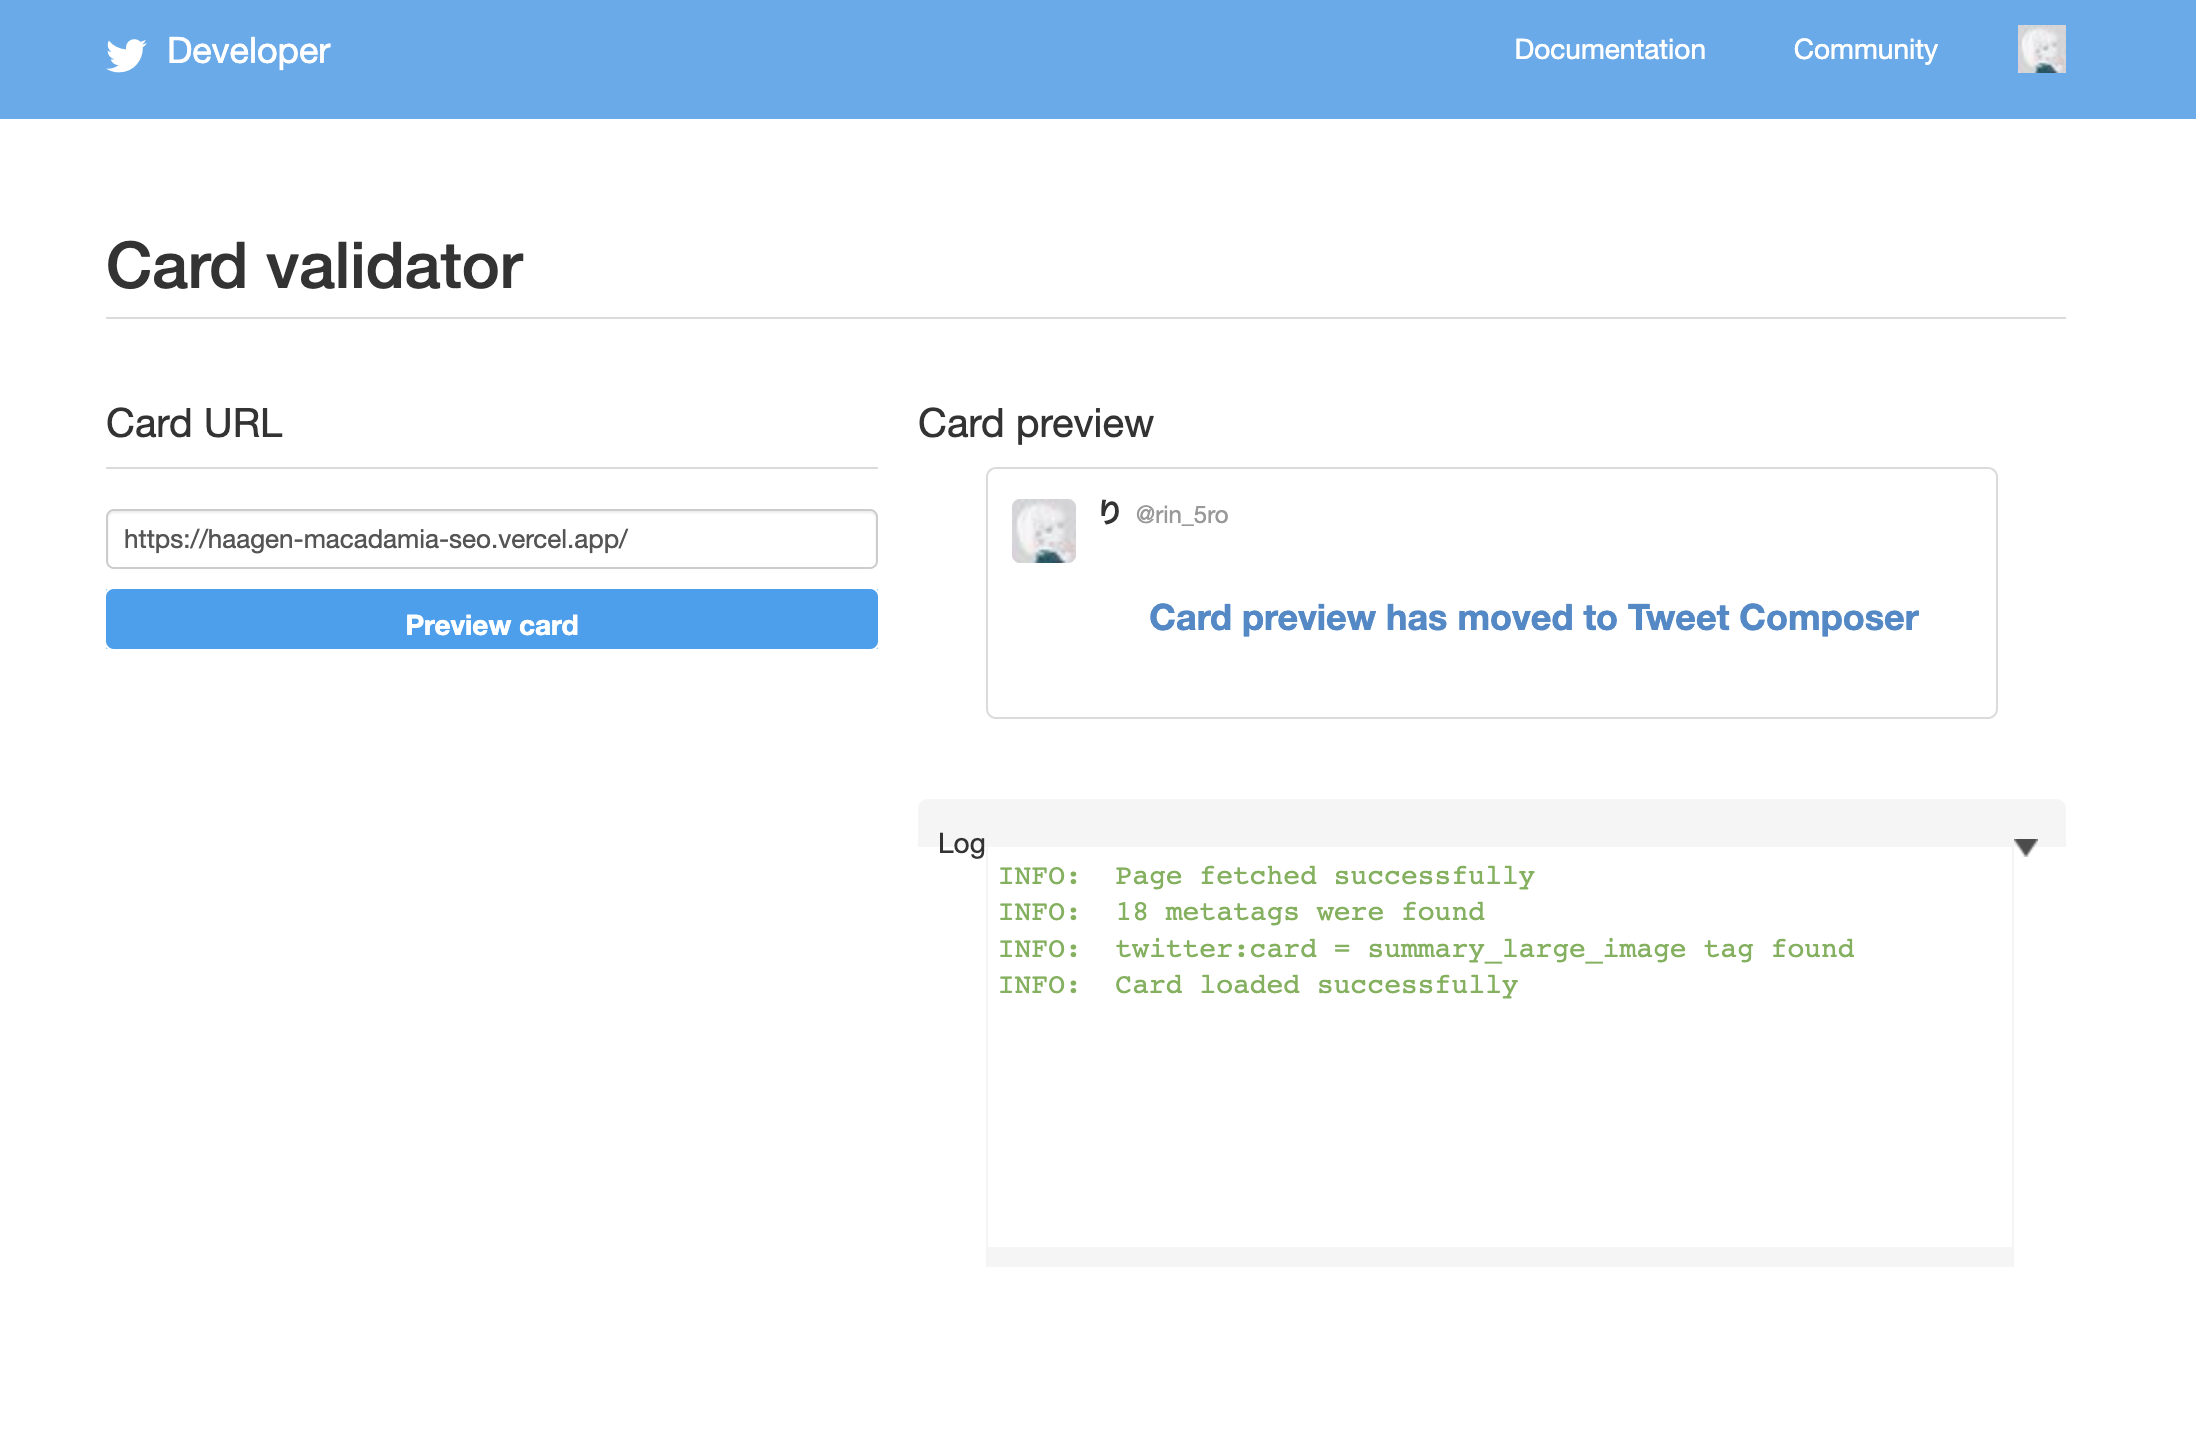 Developer
Documentation
Community
Card validator
Card URL
https://haagen-macadamia-seo.vercel.app/
Preview card
Card preview
り @rin_5ro
Card preview has moved to Tweet Composer
Log
INFO:  Page fetched successfully
INFO:  18 metatags were found
INFO:  twitter:card = summary_large_image tag found
INFO:  Card loaded successfully